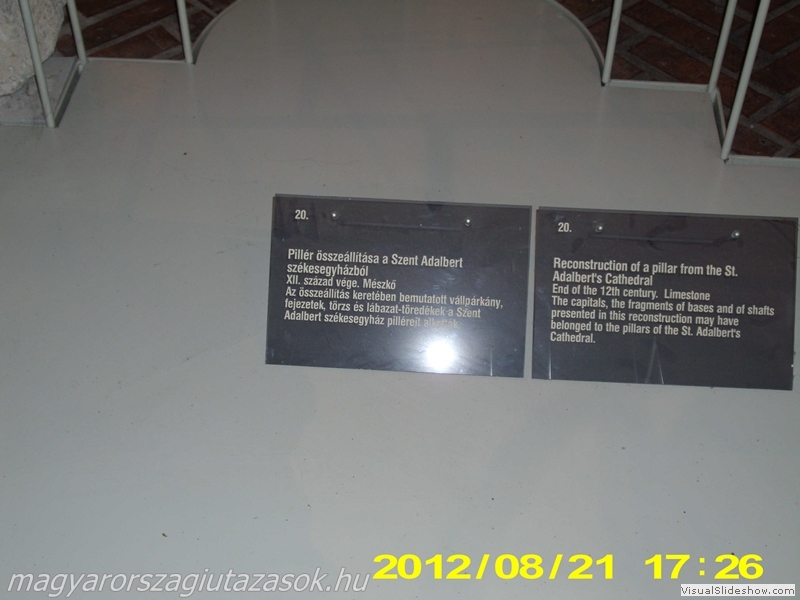 20.
Pillér összeállítása a Szent Adalbert
székesegyházból
XII. század vége. Mészkő
Az összeállítás keretében bemutatott vállpárkány,
fejezetek, törzs és lábazat-töredékek a Szent
Adalbert székesegyház pilléreit alkották.
20.
Reconstruction of a pillar from the St.
Adalbert's Cathedral
End of the 12th century. Limestone
The capitals, the fragments of bases and of shafts
presented in this reconstruction may have
belonged to the pillars of the St. Adalbert's
Cathedral.
magyarorszagiutazasok.hu
2012/08/21 17:26
VisualSlideshow.com